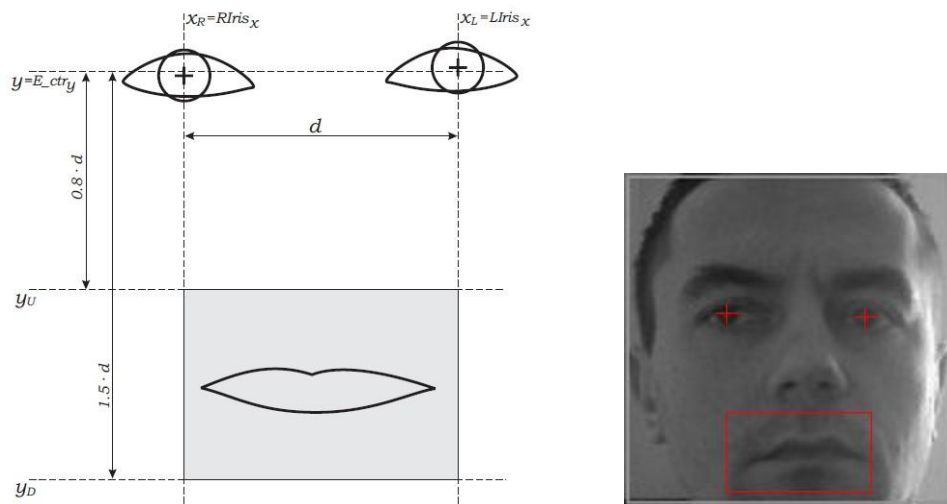 x_R=RIris_x
x_L=LIris_x
y=E_ctr_y
d
0.8 · d
y_U
1.5 · d
y_D